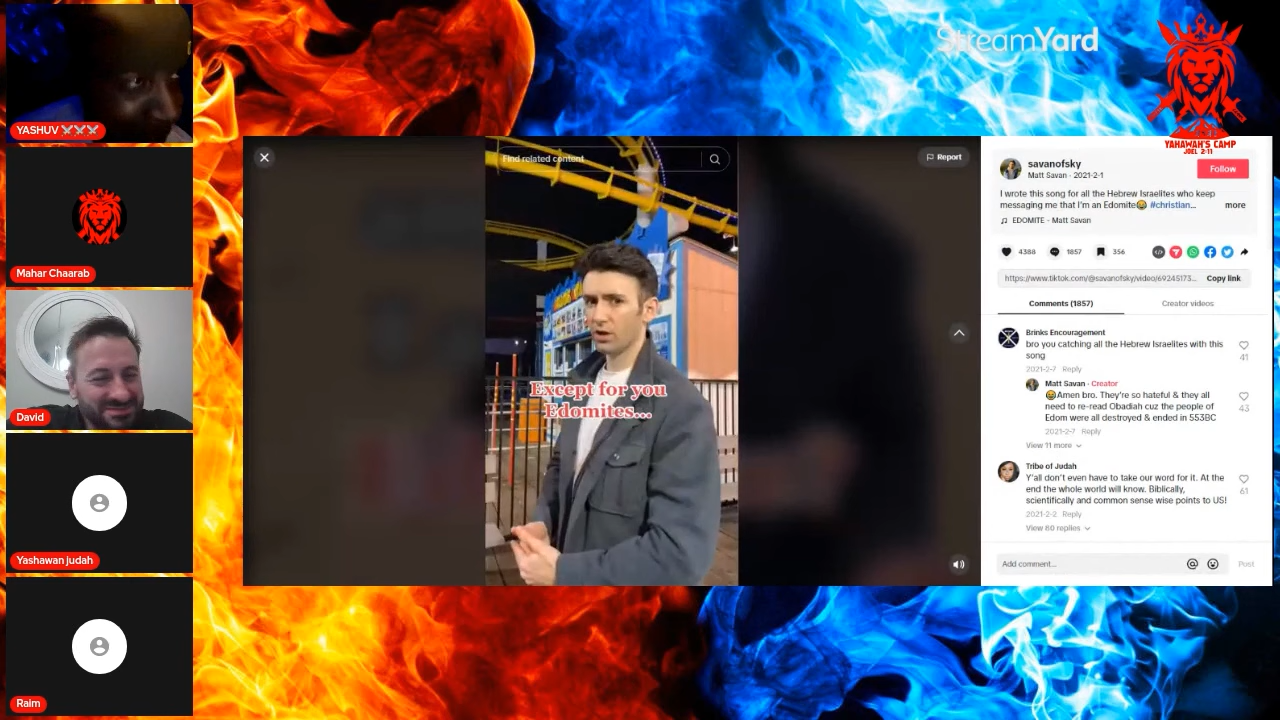 StreamYard
YAHAWAH'S CAMP
JOEL 2:11
YASHUV ⚔⚔⚔
Mahar Chaarab
David
Yashawan judah
Raim
Find related content
Report
Except for you
Edomites...
savanofsky
Matt Savan · 2021-2-1
Follow
I wrote this song for all the Hebrew Israelites who keep
messaging me that I'm an Edomite😂 #christian... more
♫ EDOMITE - Matt Savan
4388 1857 356
https://www.tiktok.com/@savanofsky/video/69245173... Copy link
Comments (1857) Creator videos
Brinks Encouragement
bro you catching all the Hebrew Israelites with this
song
41
2021-2-7 Reply
Matt Savan · Creator
😂Amen bro. They're so hateful & they all
need to re-read Obadiah cuz the people of
Edom were all destroyed & ended in 553BC
43
2021-2-7 Reply
View 11 more
Tribe of Judah
Y'all don't even have to take our word for it. At the
end the whole world will know. Biblically,
scientifically and common sense wise points to US!
61
2021-2-2 Reply
View 60 replies
Add comment... Post